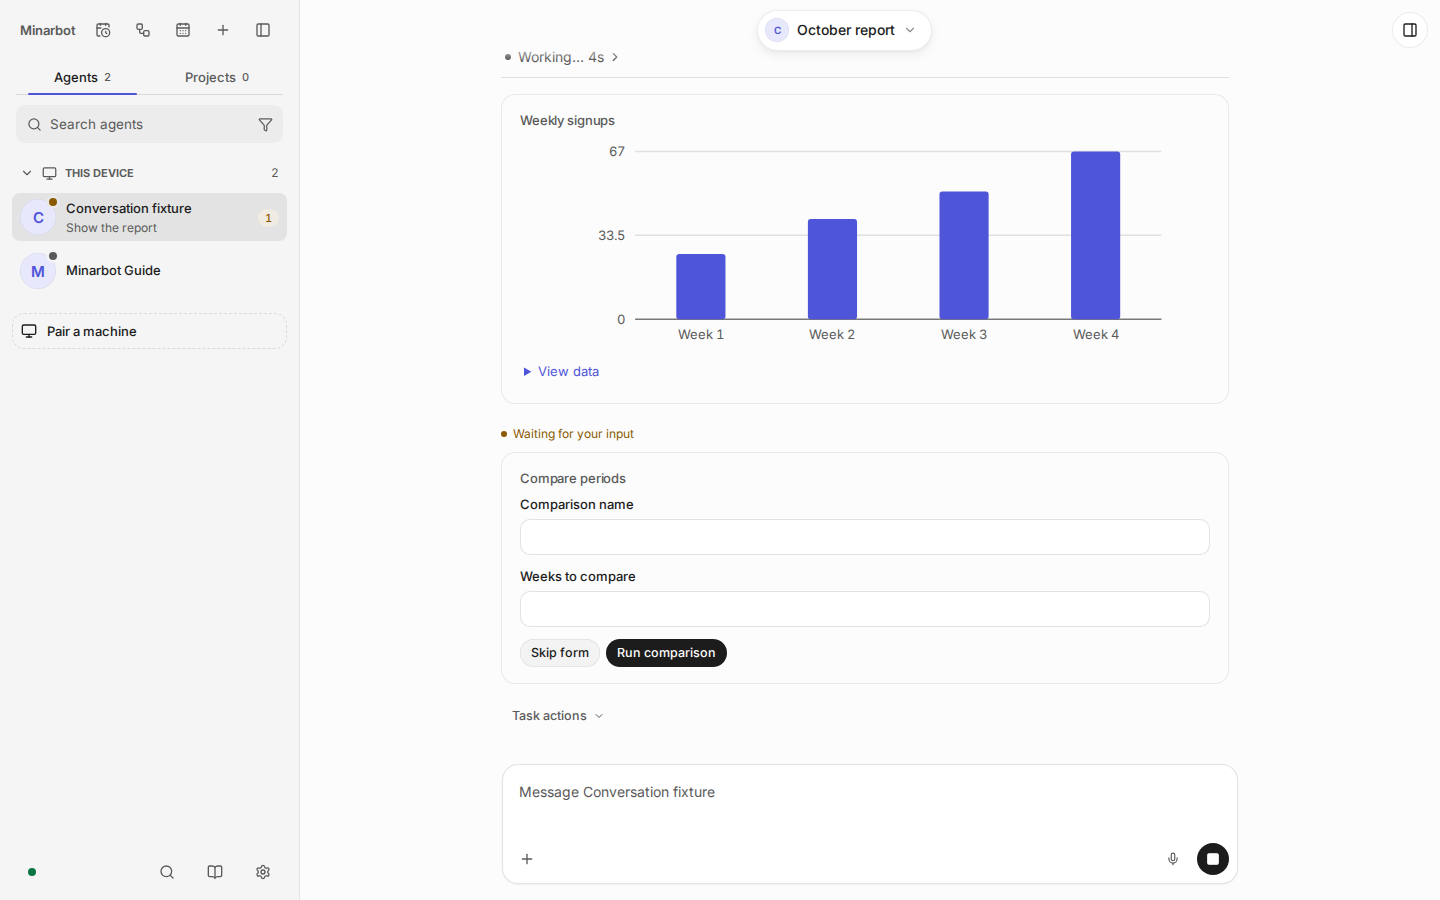 Minarbot
Agents 2
Projects 0
Search agents
THIS DEVICE 2
C
Conversation fixture
Show the report
1
M
Minarbot Guide
Pair a machine
C October report
Working... 4s
Weekly signups
67
33.5
0
Week 1 Week 2 Week 3 Week 4
View data
Waiting for your input
Compare periods
Comparison name
Weeks to compare
Skip form Run comparison
Task actions
Message Conversation fixture